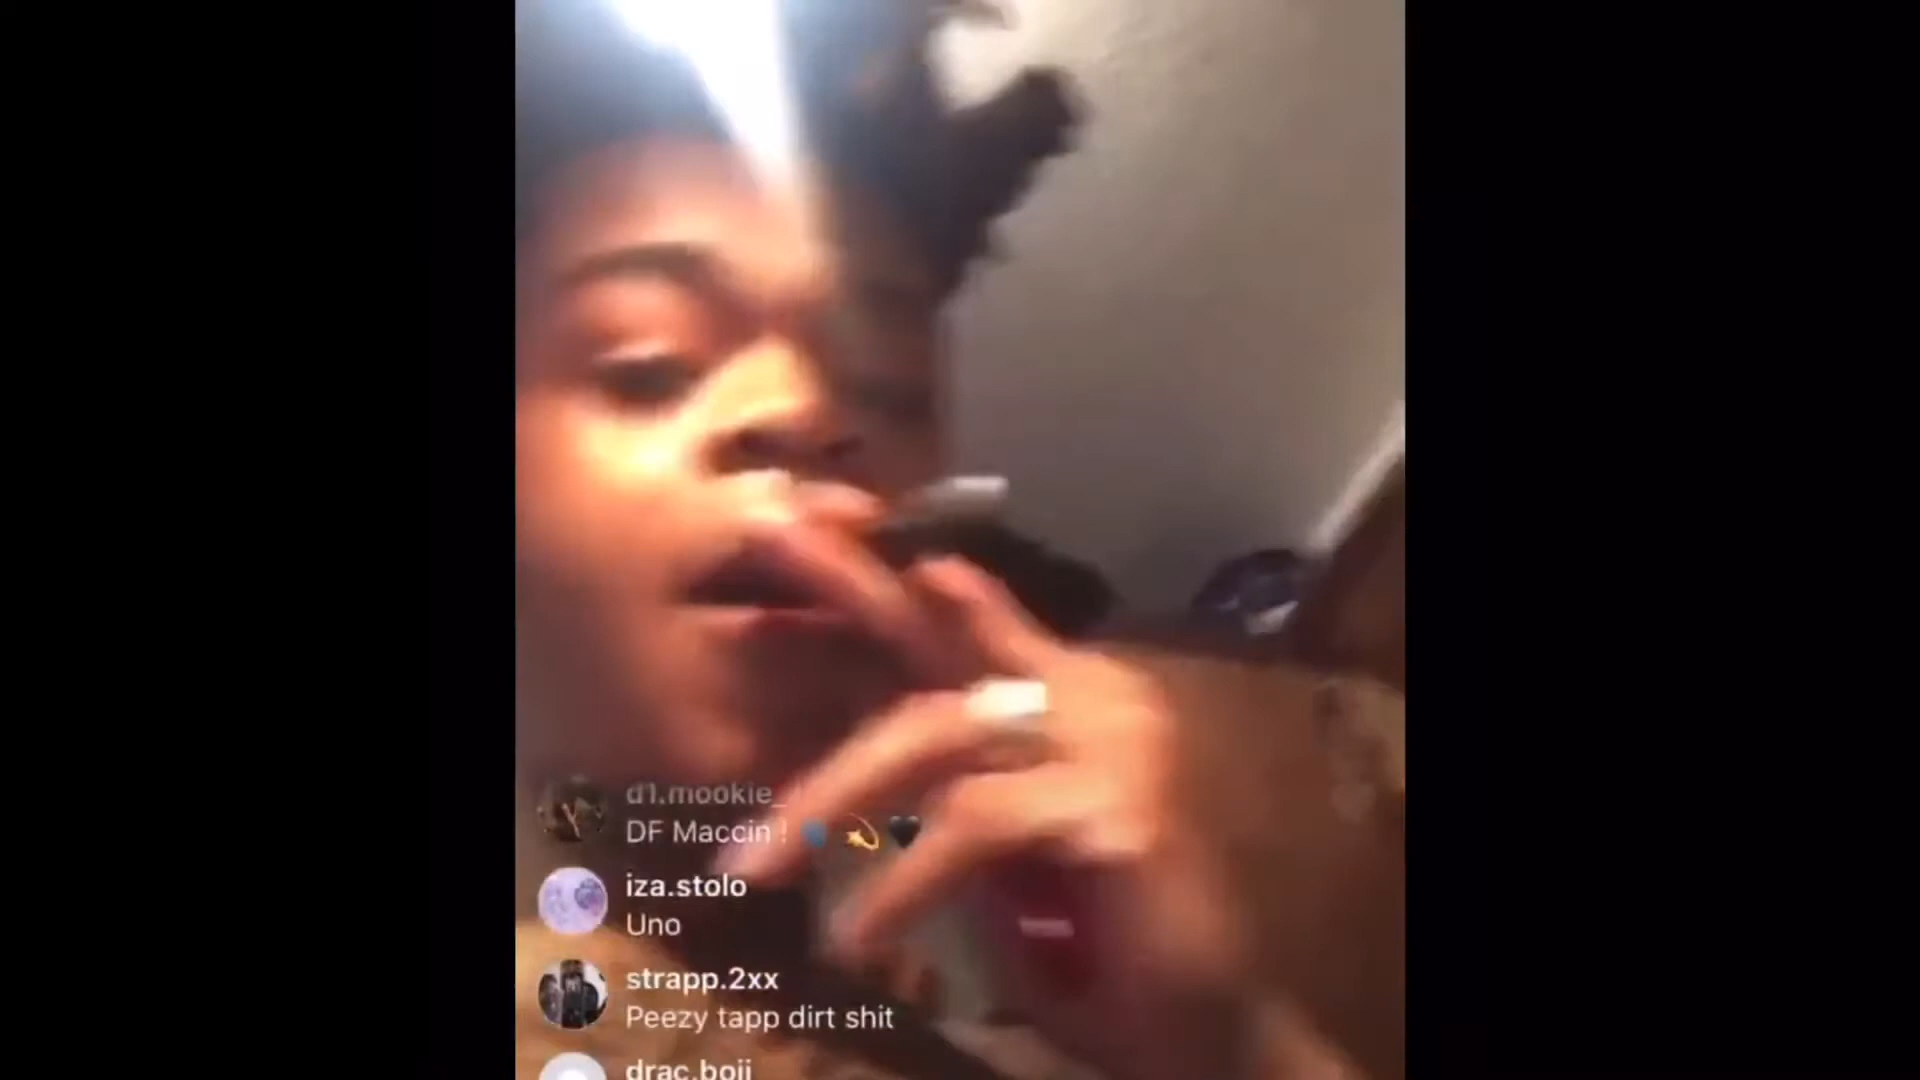 d1.mookie_
DF Maccin !
iza.stolo
Uno
strapp.2xx
Peezy tapp dirt shit
drac.boii